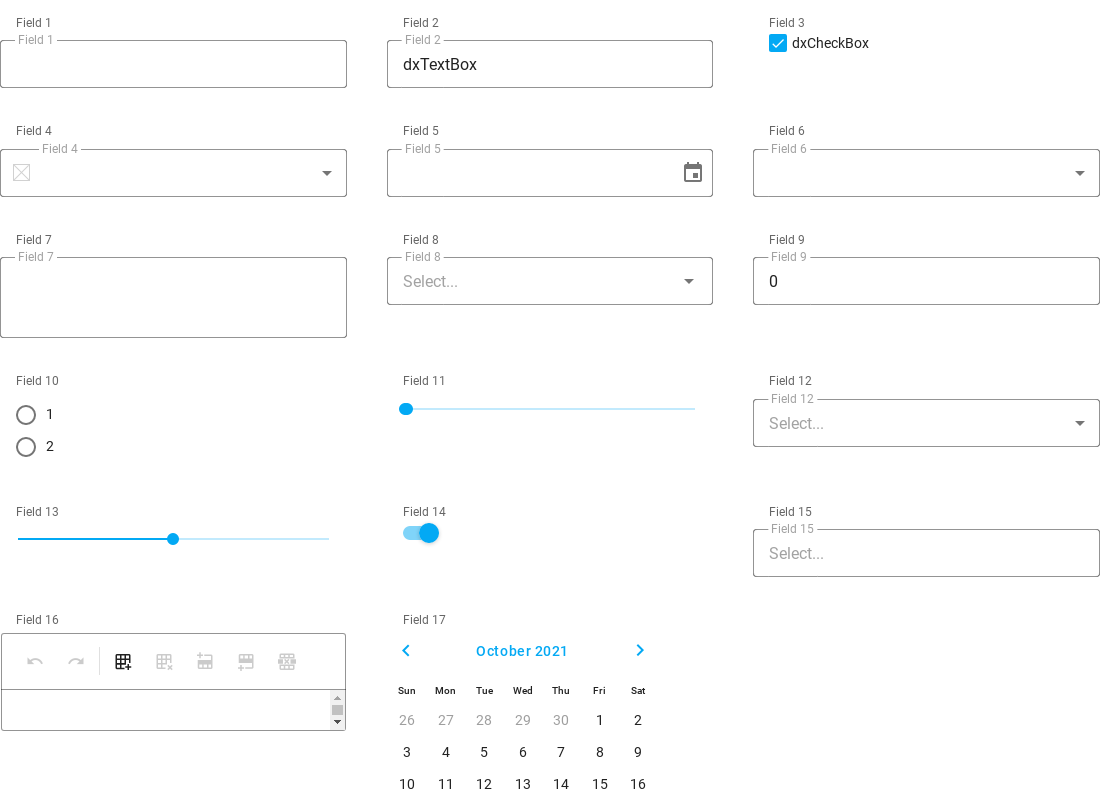 Field 1
Field 1
Field 2
Field 2
dxTextBox
Field 3
dxCheckBox
Field 4
Field 4
Field 5
Field 5
Field 6
Field 6
Field 7
Field 7
Field 8
Field 8
Select...
Field 9
Field 9
0
Field 10
1
2
Field 11
Field 12
Field 12
Select...
Field 13
Field 14
Field 15
Field 15
Select...
Field 16
Field 17
October 2021
Sun Mon Tue Wed Thu Fri Sat
26 27 28 29 30 1 2
3 4 5 6 7 8 9
10 11 12 13 14 15 16